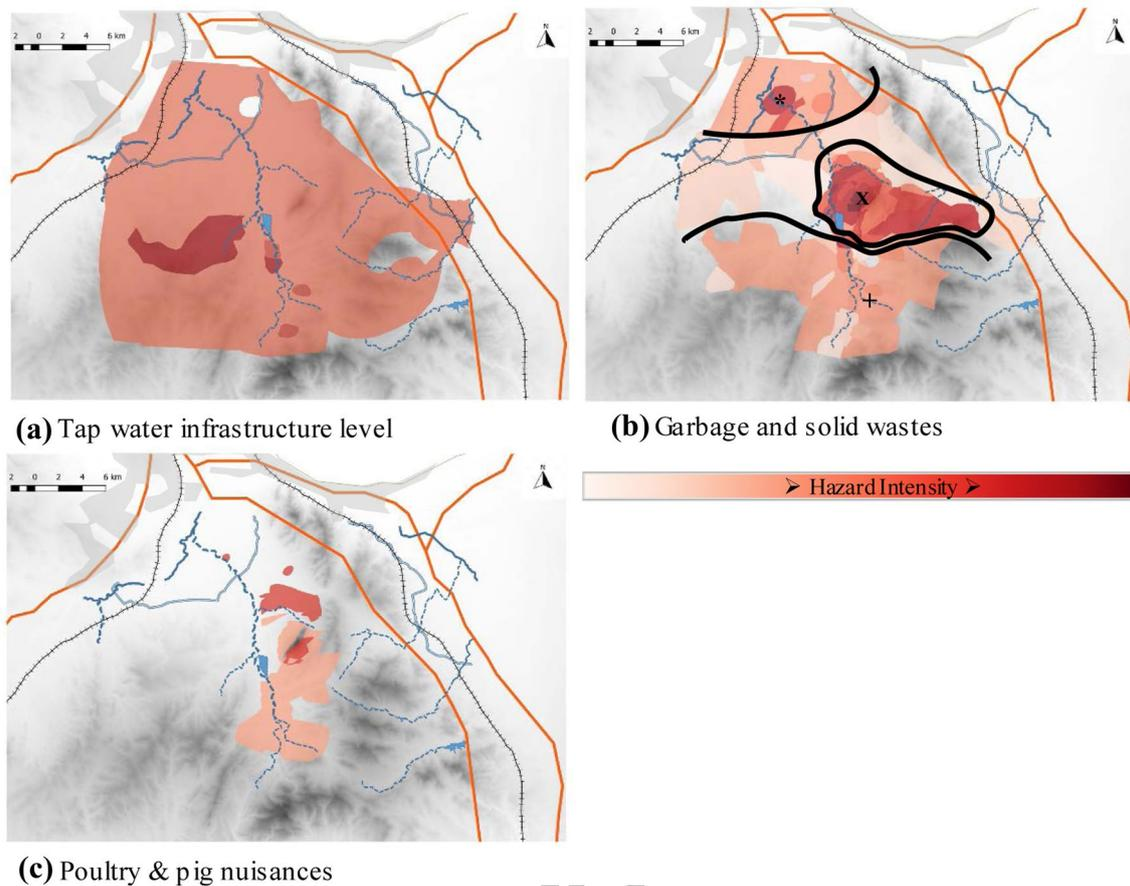 N
2 0 2 4 6 km
(a) Tap water infrastructure level
N
2 0 2 4 6 km
*
x
+
(b) Garbage and solid wastes
➢ Hazard Intensity ➢
N
2 0 2 4 6 km
(c) Poultry & pig nuisances